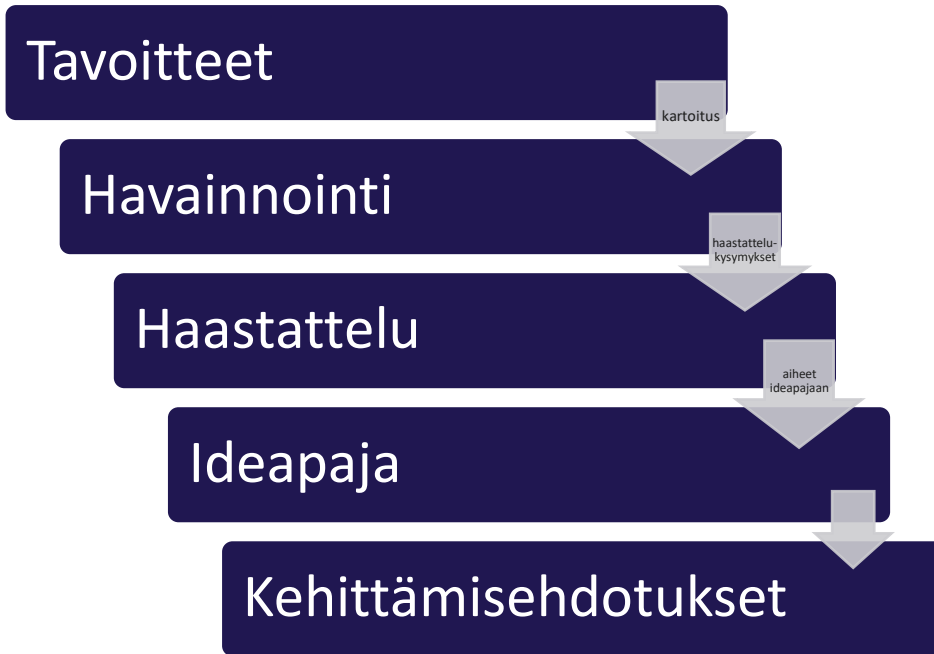 Tavoitteet
kartoitus
Havainnointi
haastattelu-
kysymykset
Haastattelu
aiheet
ideapajaan
Ideapaja
Kehittämisehdotukset